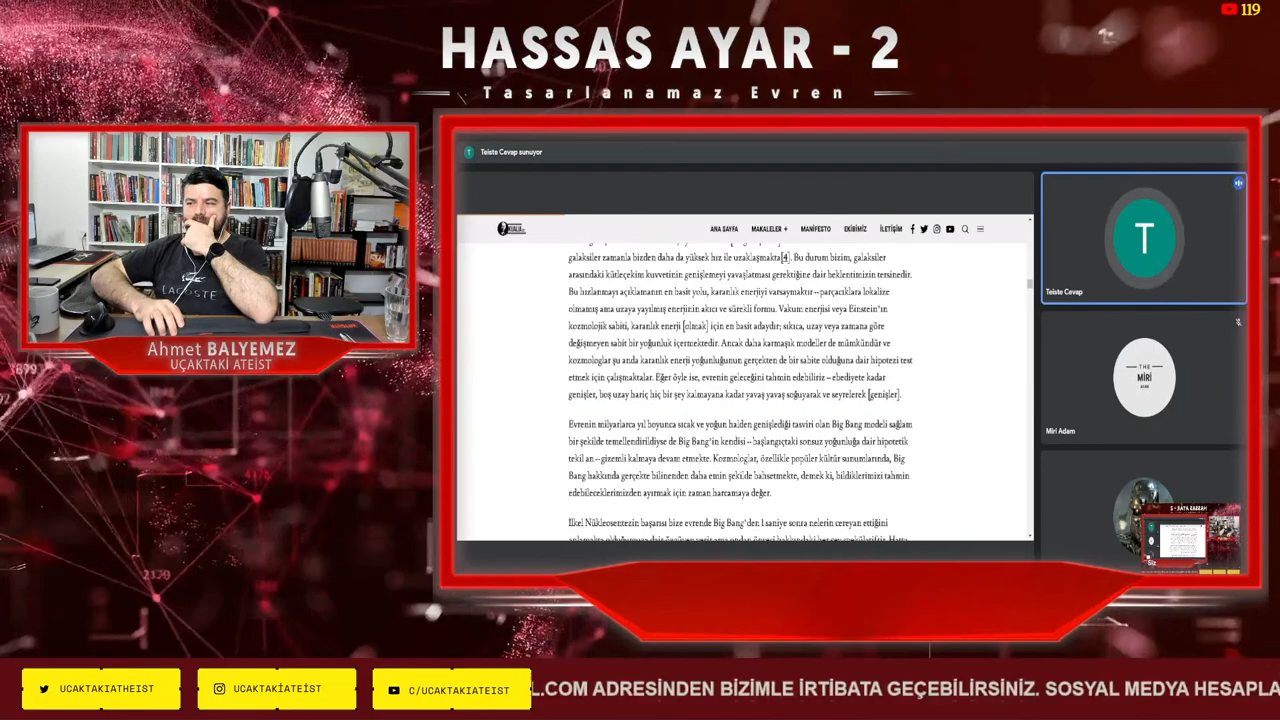 119
HASSAS AYAR - 2
Tasarlanamaz Evren
T
Teiste Cevap sunuyor
ANA SAYFA MAKALELER + MANİFESTO EKİBİMİZ İLETİŞİM
galaksiler zamanla bizden daha da yüksek hız ile uzaklaşmakta[4]. Bu durum bizim, galaksiler
arasındaki kütleçekim kuvvetinin genişlemeyi yavaşlatması gerektiğine dair beklentimizin tersinedir.
Bu hızlanmayı açıklamanın en basit yolu, karanlık enerjiyi varsaymaktır – parçacıklara lokalize
olmamış ama uzaya yayılmış enerjinin akıcı ve sürekli formu. Vakum enerjisi veya Einstein'ın
kozmolojik sabiti, karanlık enerji [olmak] için en basit adaydır; sıkıca, uzay veya zamana göre
değişmeyen sabit bir yoğunluk içermektedir. Ancak daha karmaşık modeller de mümkündür ve
kozmologlar şu anda karanlık enerji yoğunluğunun gerçekten de bir sabite olduğuna dair hipotezi test
etmek için çalışmaktalar. Eğer öyle ise, evrenin geleceğini tahmin edebiliriz – ebediyete kadar
genişler, boş uzay hariç hiç bir şey kalmayana kadar yavaş yavaş soğuyarak ve seyrelerek [genişler].
Evrenin milyarlarca yıl boyunca sıcak ve yoğun halden genişlediği tasviri olan Big Bang modeli sağlam
bir şekilde temellendirildiyse de Big Bang'in kendisi – başlangıçtaki sonsuz yoğunluğa dair hipotetik
tekil an – gizemli kalmaya devam etmekte. Kozmologlar, özellikle popüler kültür sunumlarında, Big
Bang hakkında gerçekte bilinenden daha emin şekilde bahsetmekte, demek ki, bildiklerimizi tahmin
edebileceklerimizden ayırmak için zaman harcamaya değer.
İlkel Nükleosentezin başarısı bize evrende Big Bang'den 1 saniye sonra nelerin cereyan ettiğini
T
Teiste Cevap
THE
MİRİ
Miri Adam
Siz
LACOSTE
Ahmet BALYEMEZ
UÇAKTAKİ ATEİST
UCAKTAKIATHEIST
UCAKTAKİATEİST
C/UCAKTAKIATEIST
L.COM ADRESİNDEN BİZİMLE İRTİBATA GEÇEBİLİRSİNİZ. SOSYAL MEDYA HESAPLA